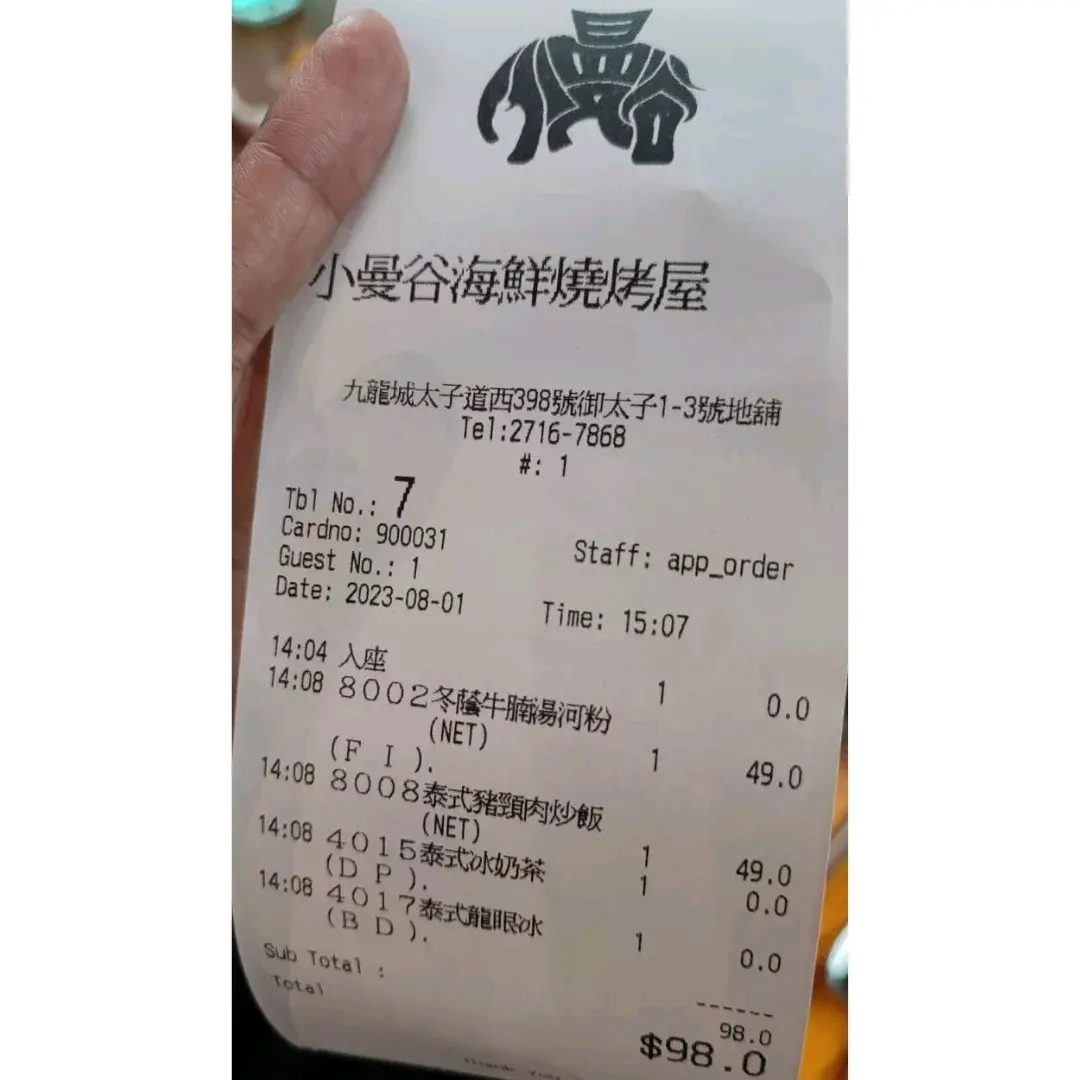 小曼谷
小曼谷海鮮燒烤屋
九龍城太子道西398號御太子1-3號地舖
Tel:2716-7868
#: 1
Tbl No.: 7
Cardno: 900031 Staff: app_order
Guest No.: 1
Date: 2023-08-01 Time: 15:07
14:04 入座 1 0.0
14:08 8002冬蔭牛腩湯河粉
(NET) 1 49.0
(F I ).
14:08 8008泰式豬頸肉炒飯
(NET) 1 49.0
14:08 4015泰式冰奶茶 1 0.0
(D P ).
14:08 4017泰式龍眼冰 1 0.0
(B D ).
------
Sub Total : 98.0
Total $98.0
Thank You